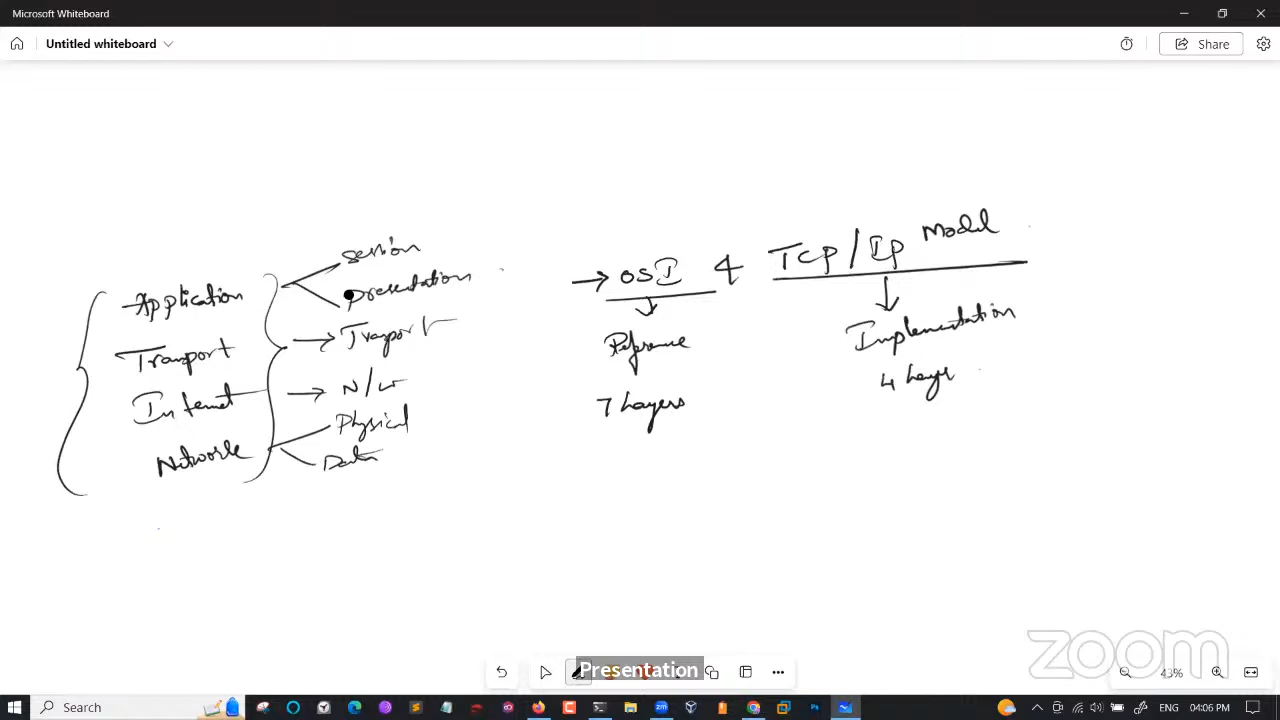 Microsoft Whiteboard
Untitled whiteboard
Share
Application
Transport
Internet
Network
session
presentation
Transport
N/W
Physical
Data
→ OSI & TCP/IP Model
Reference
7 Layers
Implementation
4 Layer
zoom
Presentation
43%
Search
ENG 04:06 PM